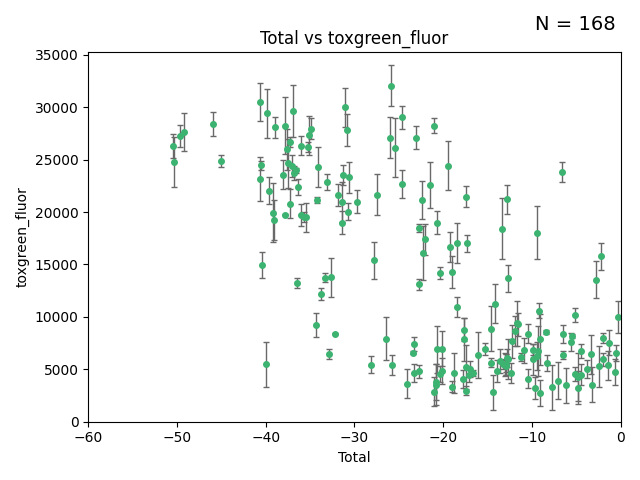 N = 168
Total vs toxgreen_fluor
35000
30000
25000
20000
15000
10000
5000
0
toxgreen_fluor
−60 −50 −40 −30 −20 −10 0
Total